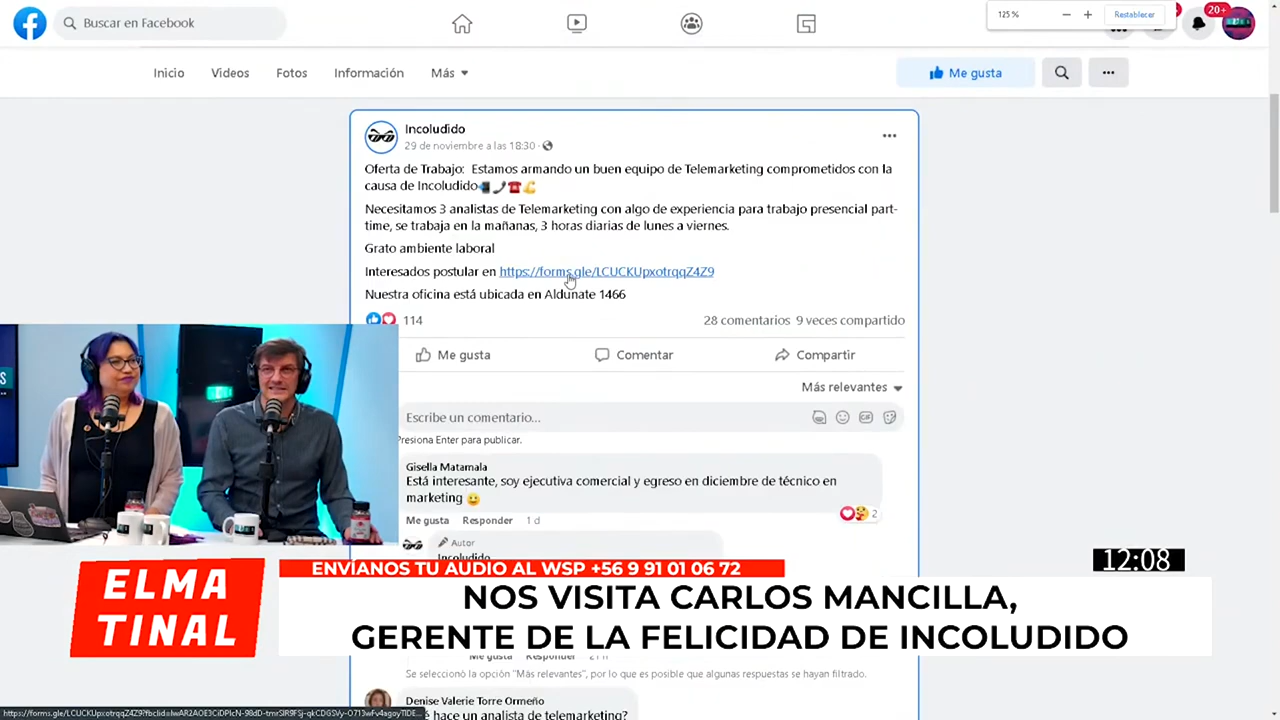 Buscar en Facebook
125 %
Restablecer
20+
Inicio
Videos
Fotos
Información
Más
Me gusta
Incoludido
29 de noviembre a las 18:30
Oferta de Trabajo: Estamos armando un buen equipo de Telemarketing comprometidos con la
causa de Incoludido
Necesitamos 3 analistas de Telemarketing con algo de experiencia para trabajo presencial part-
time, se trabaja en la mañanas, 3 horas diarias de lunes a viernes.
Grato ambiente laboral
Interesados postular en https://forms.gle/LCUCKUpxotrqqZ4Z9
Nuestra oficina está ubicada en Aldunate 1466
114
28 comentarios 9 veces compartido
Me gusta
Comentar
Compartir
Más relevantes
Escribe un comentario...
Presiona Enter para publicar.
Gisella Matamala
Está interesante, soy ejecutiva comercial y egreso en diciembre de técnico en
marketing
2
Me gusta Responder 1 d
Autor
Incoludido
ENVÍANOS TU AUDIO AL WSP +56 9 91 01 06 72
12:08
ELMA
TINAL
NOS VISITA CARLOS MANCILLA,
GERENTE DE LA FELICIDAD DE INCOLUDIDO
Me gusta Responder
Se seleccionó la opción "Más relevantes", por lo que es posible que algunas respuestas se hayan filtrado.
Denise Valerie Torre Ormeño
hace un analista de telemarketing?